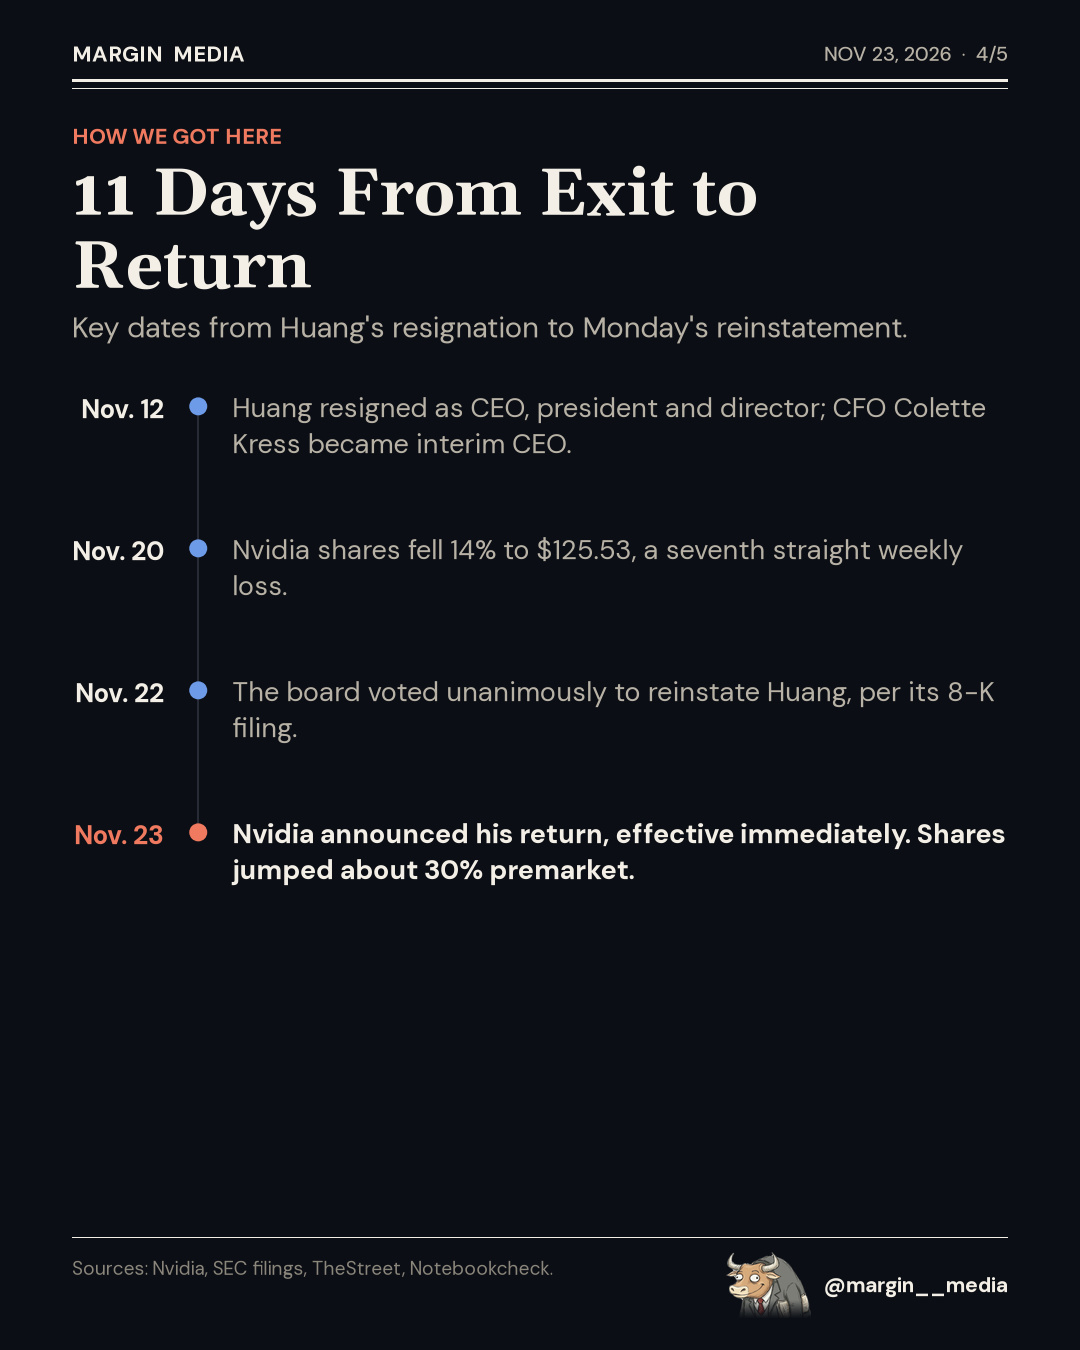 MARGIN MEDIA
NOV 23, 2026 · 4/5
HOW WE GOT HERE
11 Days From Exit to
Return
Key dates from Huang's resignation to Monday's reinstatement.
Nov. 12
Huang resigned as CEO, president and director; CFO Colette
Kress became interim CEO.
Nov. 20
Nvidia shares fell 14% to $125.53, a seventh straight weekly
loss.
Nov. 22
The board voted unanimously to reinstate Huang, per its 8-K
filing.
Nov. 23
Nvidia announced his return, effective immediately. Shares
jumped about 30% premarket.
Sources: Nvidia, SEC filings, TheStreet, Notebookcheck.
@margin__media